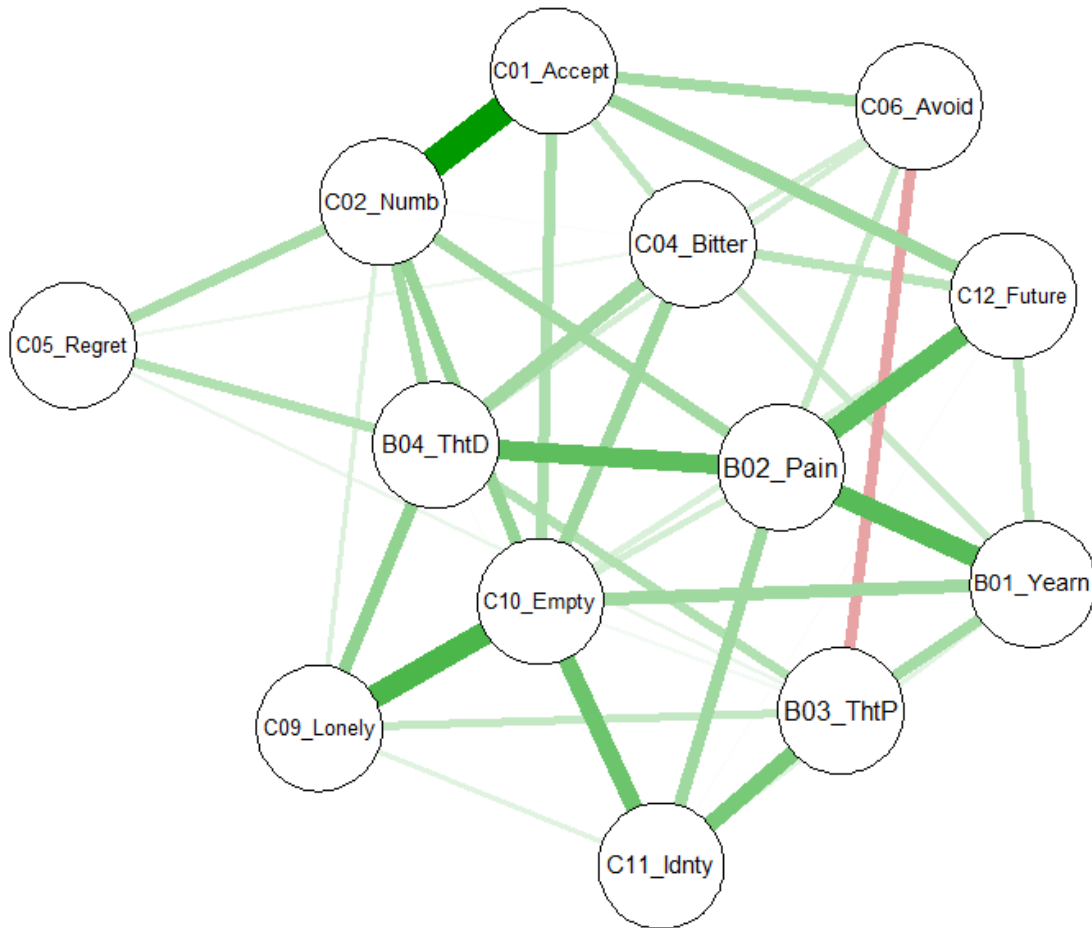 C01_Accept
C06_Avoid
C02_Numb
C04_Bitter
C12_Future
C05_Regret
B04_ThtD
B02_Pain
B01_Yearn
C10_Empty
B03_ThtP
C09_Lonely
C11_Idnty